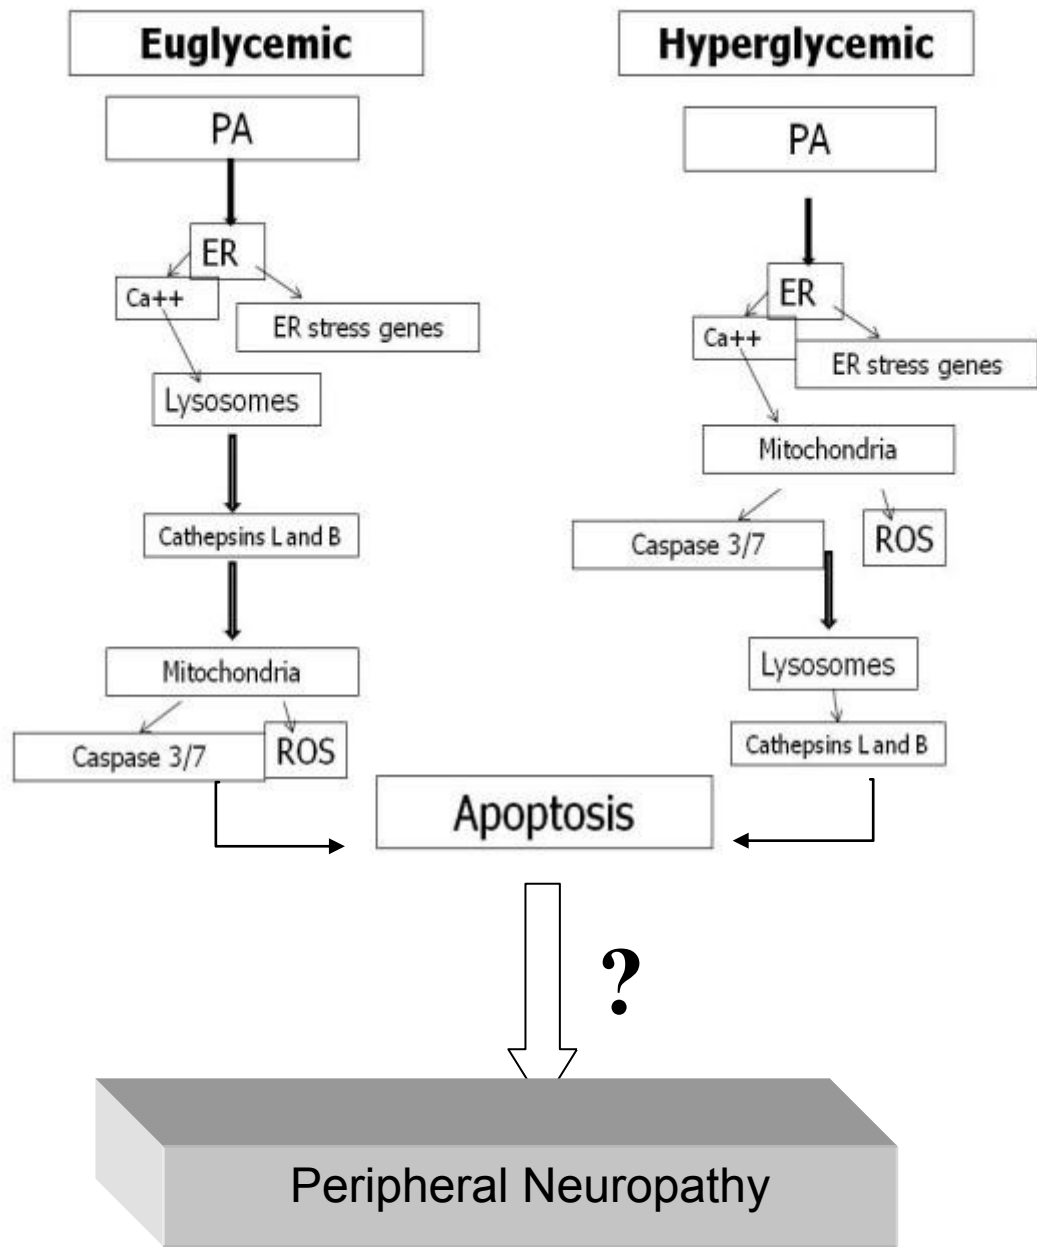 Euglycemic
PA
ER
Ca++
ER stress genes
Lysosomes
Cathepsins L and B
Mitochondria
Caspase 3/7
ROS
Hyperglycemic
PA
ER
Ca++
ER stress genes
Mitochondria
Caspase 3/7
ROS
Lysosomes
Cathepsins L and B
Apoptosis
?
Peripheral Neuropathy